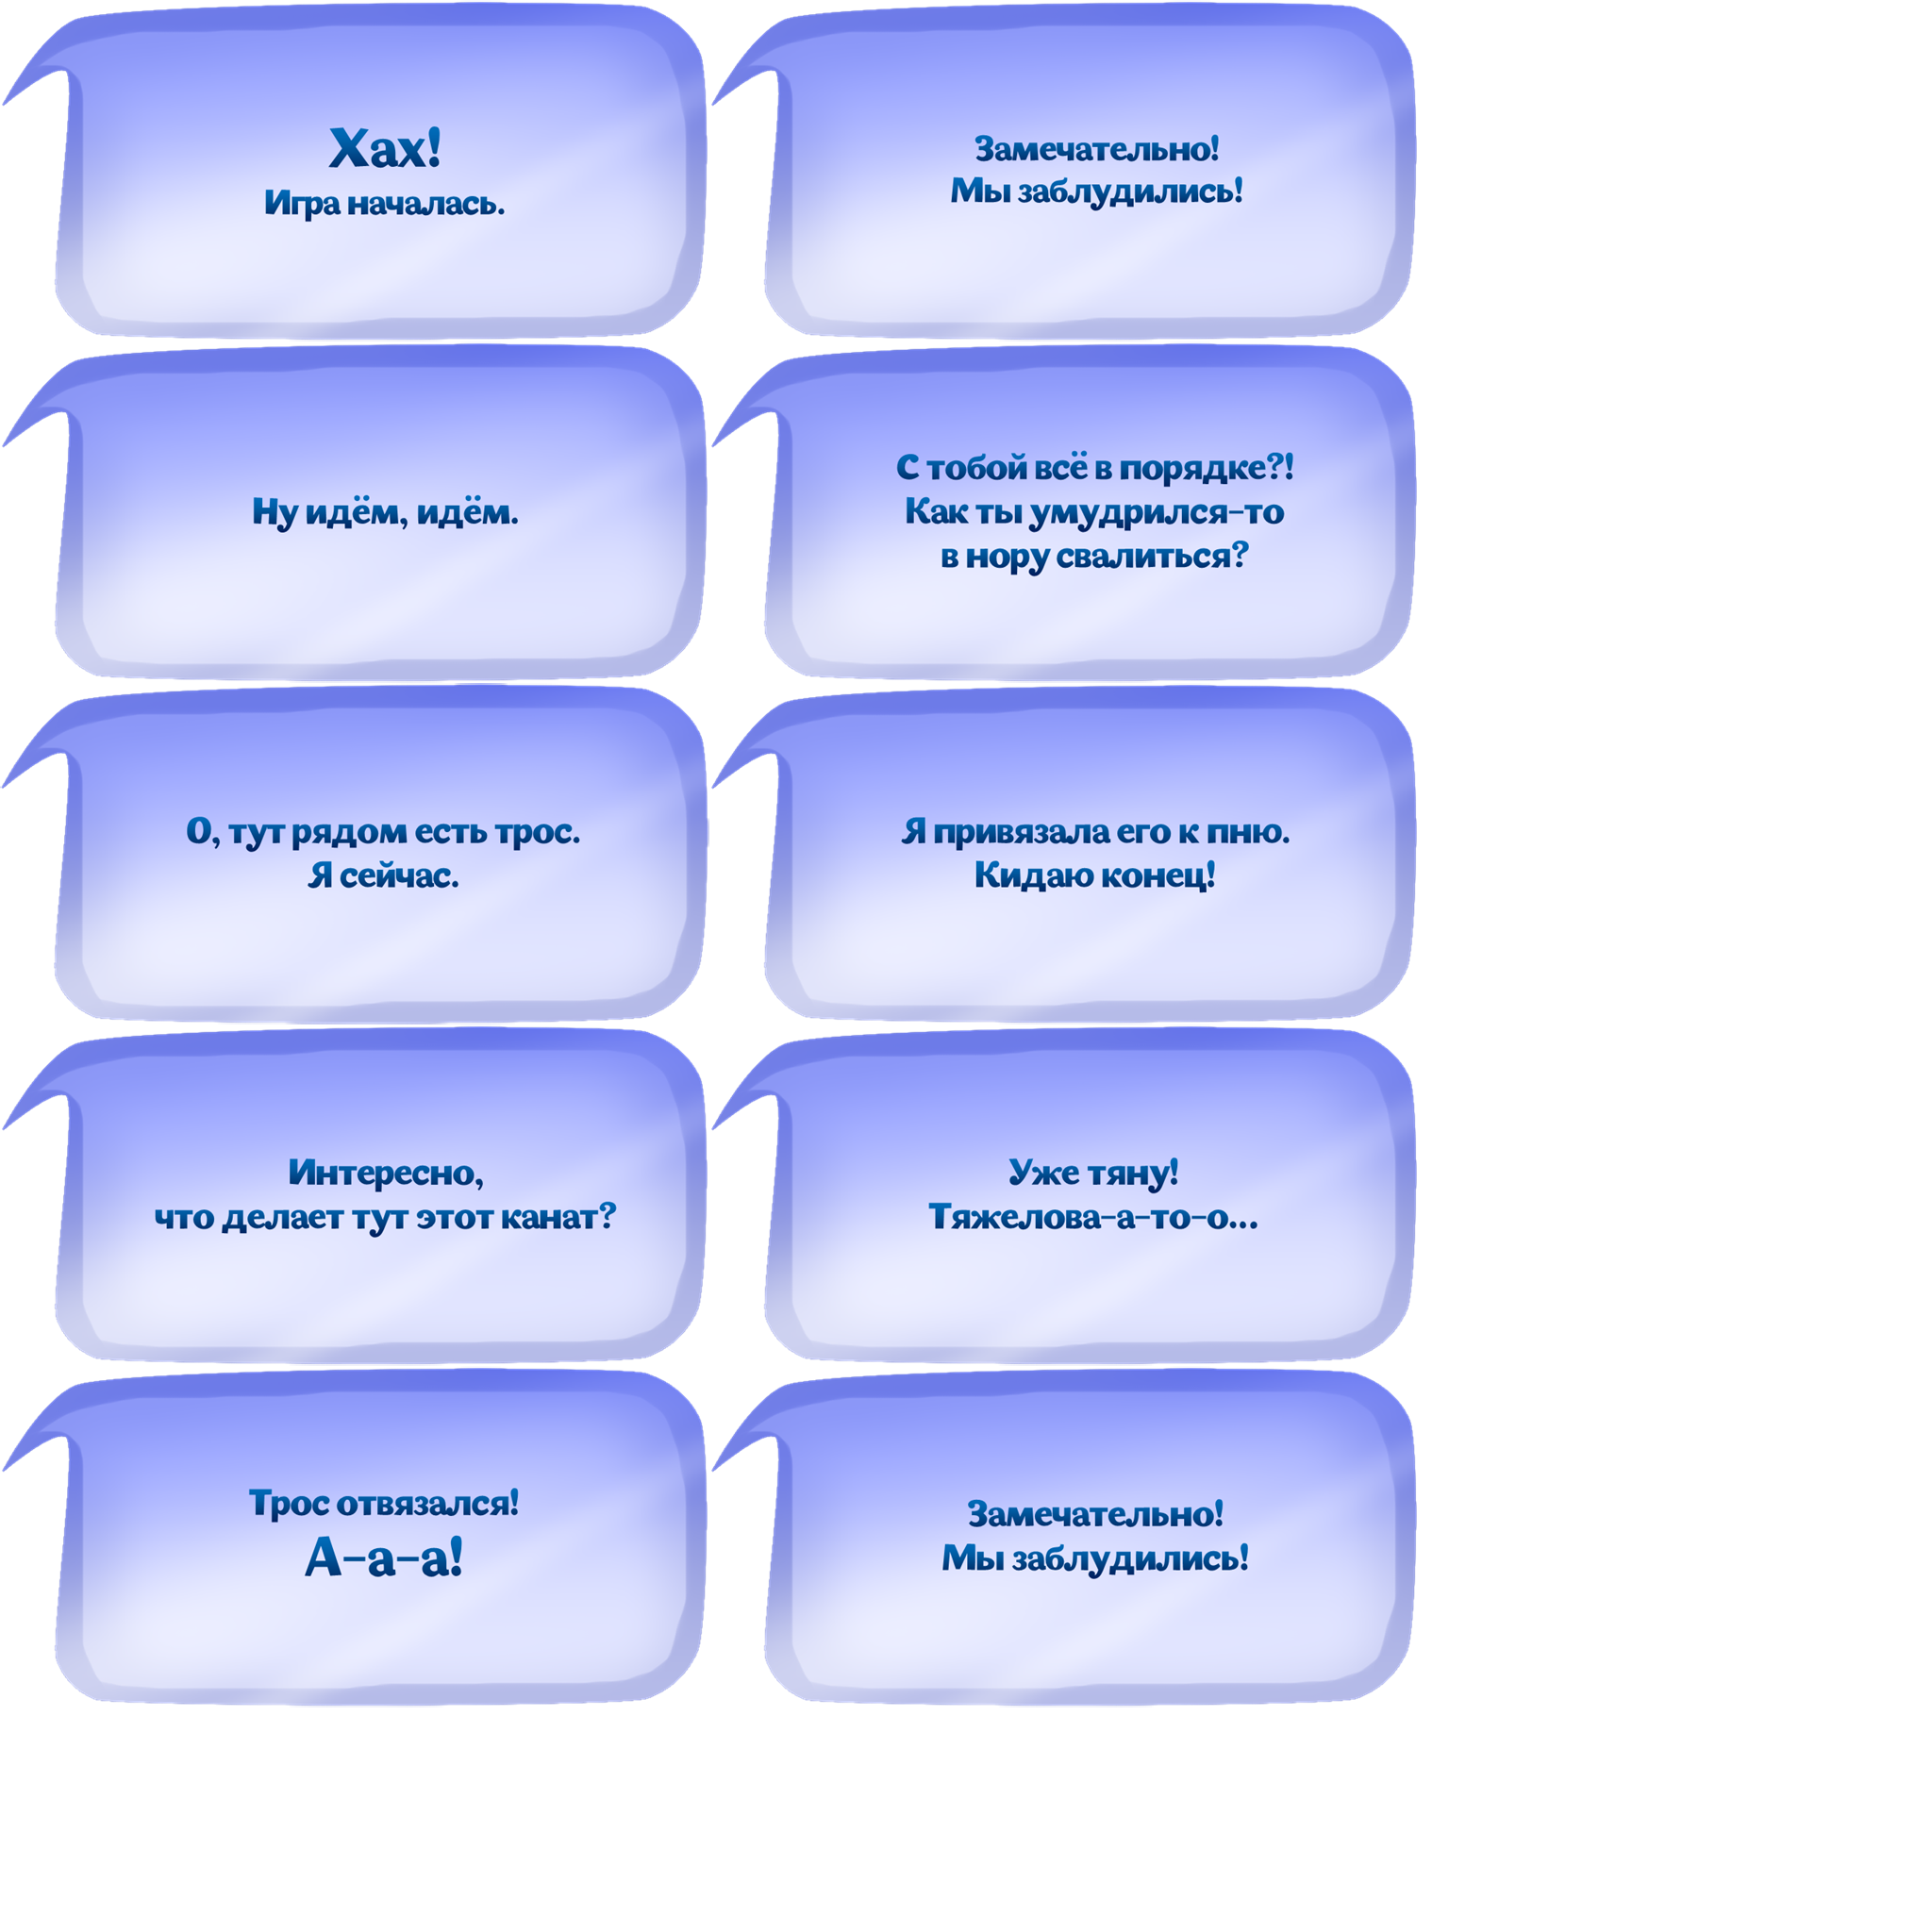 Хах!
Игра началась.
Замечательно!
Мы заблудились!
Ну идём, идём.
С тобой всё в порядке?!
Как ты умудрился-то
в нору свалиться?
О, тут рядом есть трос.
Я сейчас.
Я привязала его к пню.
Кидаю конец!
Интересно,
что делает тут этот канат?
Уже тяну!
Тяжелова-а-то-о...
Трос отвязался!
А-а-а!
Замечательно!
Мы заблудились!